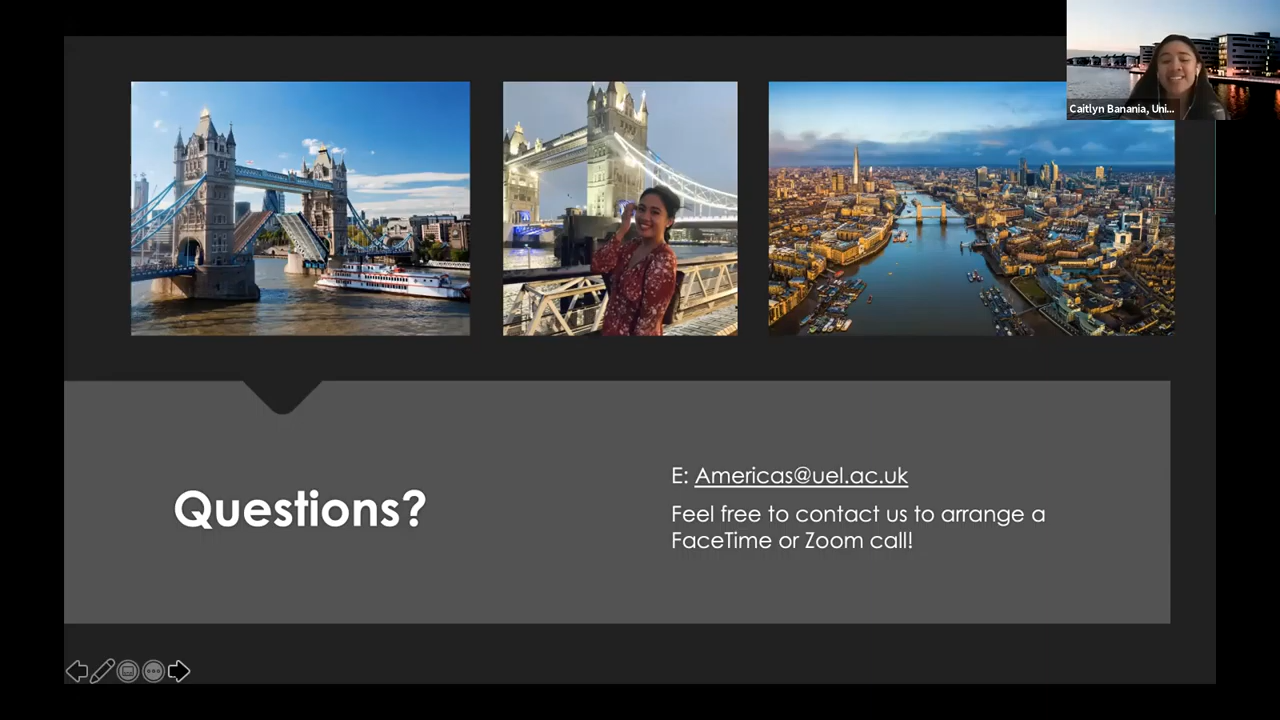 Caitlyn Banania, Uni...
Questions?
E: Americas@uel.ac.uk
Feel free to contact us to arrange a
FaceTime or Zoom call!